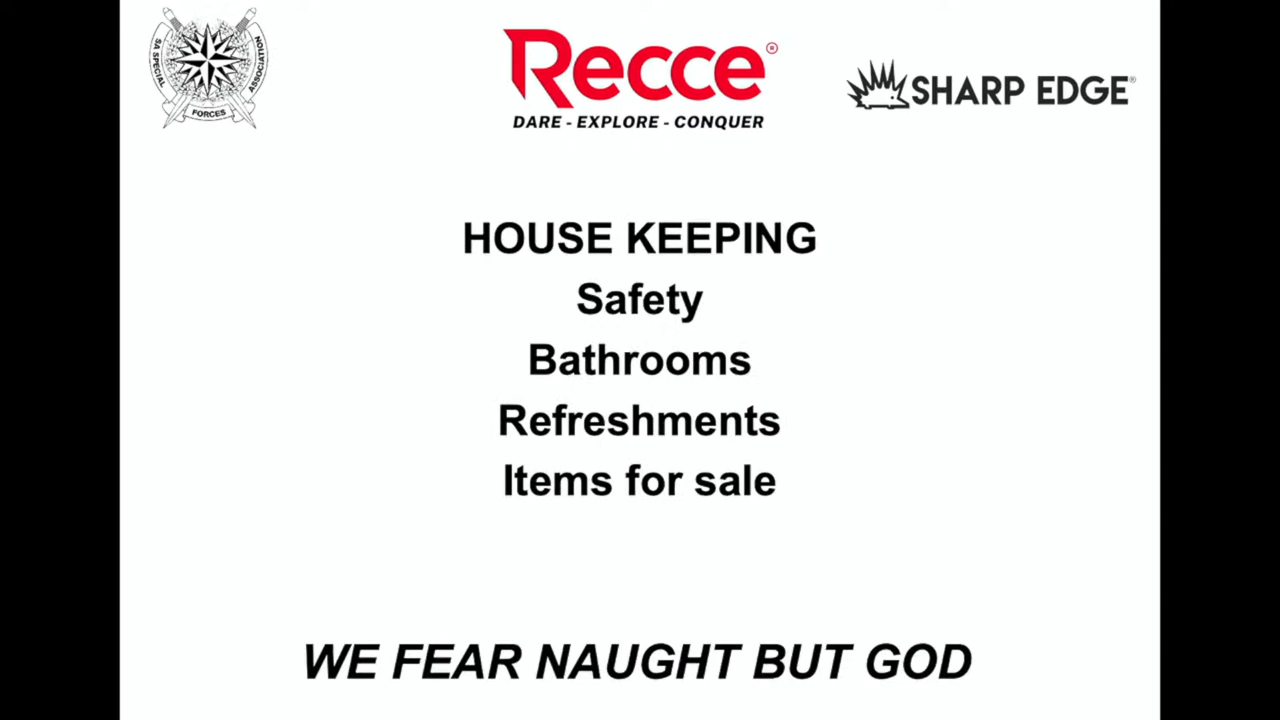 SA SPECIAL FORCES ASSOCIATION
Recce®
DARE - EXPLORE - CONQUER
SHARP EDGE®
HOUSE KEEPING
Safety
Bathrooms
Refreshments
Items for sale
WE FEAR NAUGHT BUT GOD